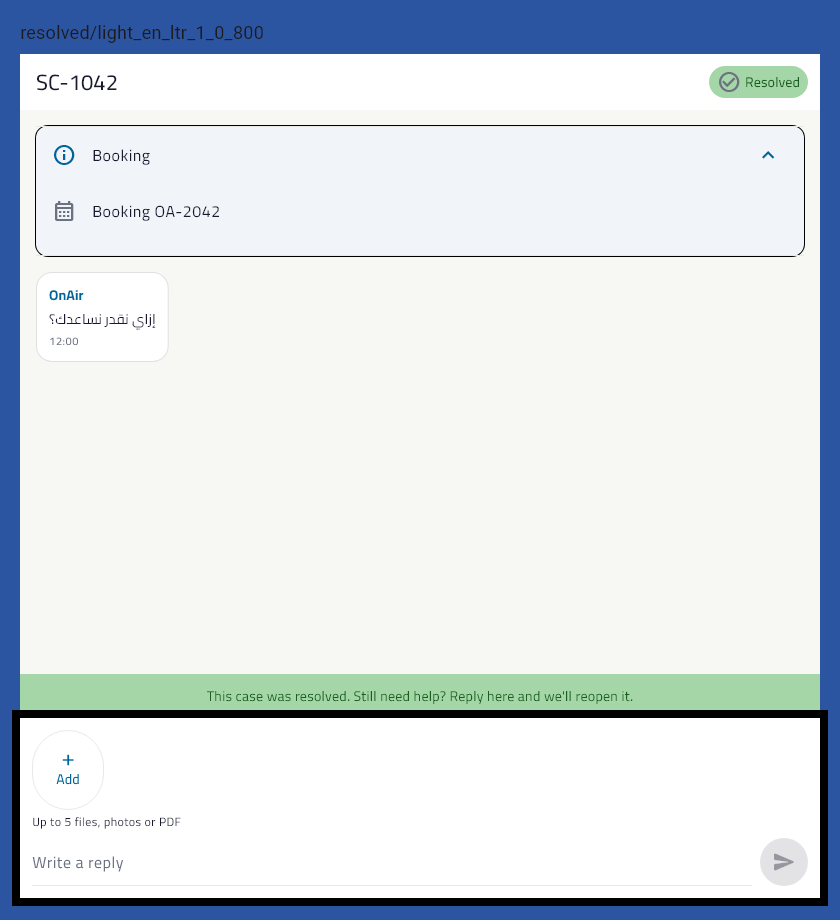 resolved/light_en_ltr_1_0_800
SC-1042
Resolved
Booking
Booking OA-2042
OnAir
إزاي نقدر نساعدك؟
12:00
This case was resolved. Still need help? Reply here and we'll reopen it.
Add
Up to 5 files, photos or PDF
Write a reply